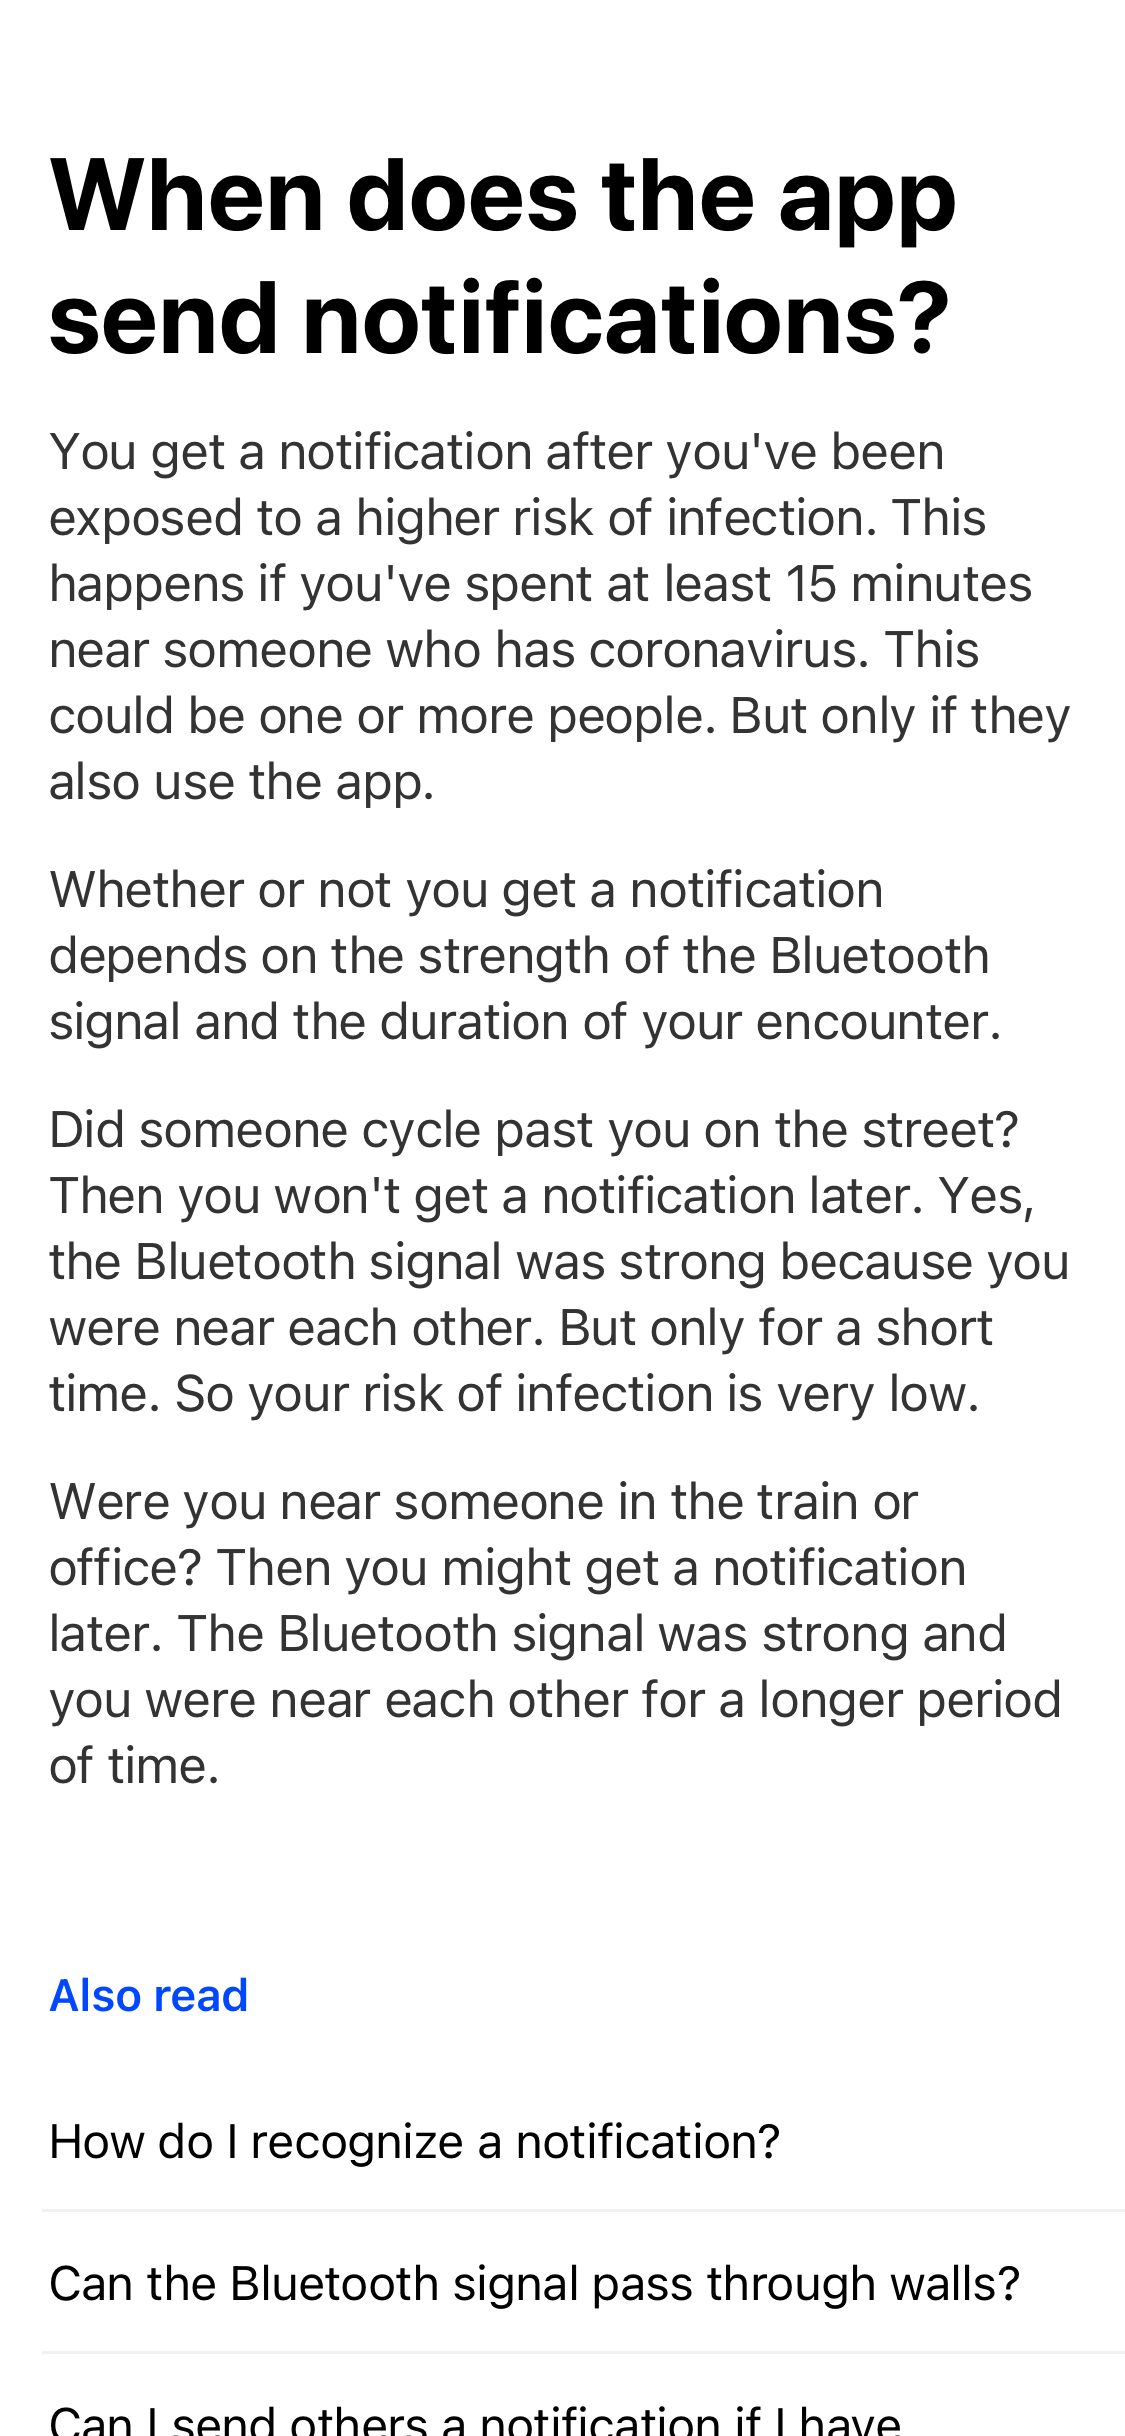 When does the app
send notifications?
You get a notification after you've been
exposed to a higher risk of infection. This
happens if you've spent at least 15 minutes
near someone who has coronavirus. This
could be one or more people. But only if they
also use the app.
Whether or not you get a notification
depends on the strength of the Bluetooth
signal and the duration of your encounter.
Did someone cycle past you on the street?
Then you won't get a notification later. Yes,
the Bluetooth signal was strong because you
were near each other. But only for a short
time. So your risk of infection is very low.
Were you near someone in the train or
office? Then you might get a notification
later. The Bluetooth signal was strong and
you were near each other for a longer period
of time.
Also read
How do I recognize a notification?
Can the Bluetooth signal pass through walls?
Can I send others a notification if I have